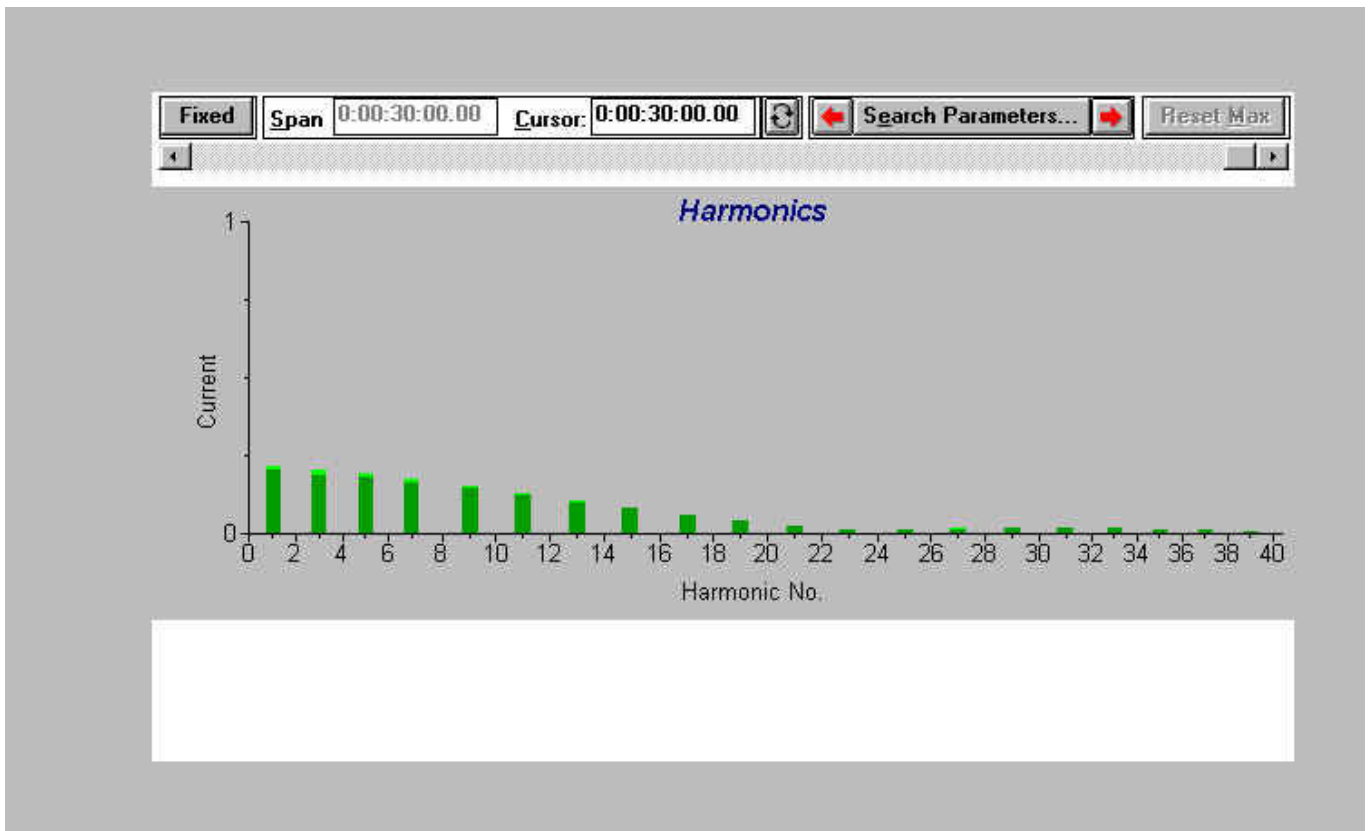 Fixed Span 0:00:30:00.00 Cursor: 0:00:30:00.00 Search Parameters... Reset Max
Harmonics
1
Current
0
0 2 4 6 8 10 12 14 16 18 20 22 24 26 28 30 32 34 36 38 40
Harmonic No.